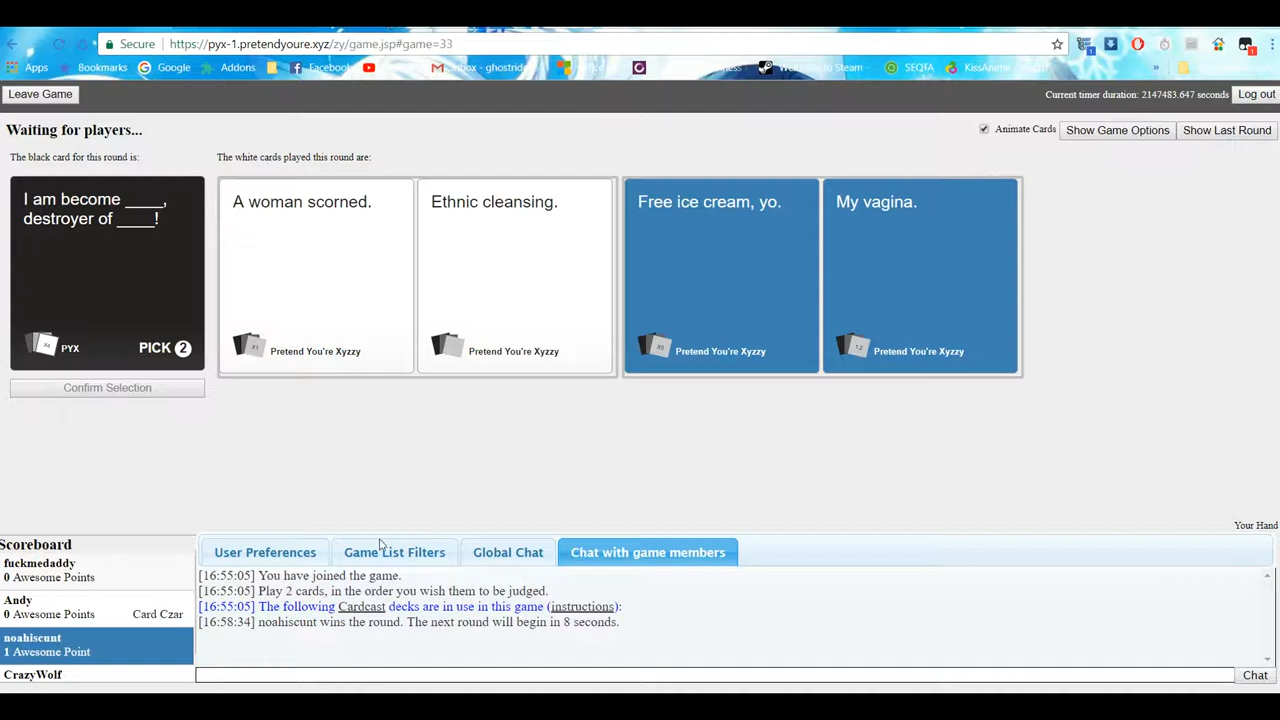 Secure https://pyx-1.pretendyoure.xyz/zy/game.jsp#game=33
Apps Bookmarks Google Addons Facebook Inbox - ghostrid Steam SEQTA KissAnime »
Leave Game Current timer duration: 2147483.647 seconds Log out
Waiting for players... Animate Cards Show Game Options Show Last Round
The black card for this round is: The white cards played this round are:
I am become ____,
destroyer of ____!
PYX PICK 2
A woman scorned.
X1 Pretend You're Xyzzy
Ethnic cleansing.
Pretend You're Xyzzy
Free ice cream, yo.
X5 Pretend You're Xyzzy
My vagina.
1.2 Pretend You're Xyzzy
Confirm Selection
Your Hand
Scoreboard
fuckmedaddy
0 Awesome Points
Andy
0 Awesome Points Card Czar
noahiscunt
1 Awesome Point
CrazyWolf
User Preferences Game List Filters Global Chat Chat with game members
[16:55:05] You have joined the game.
[16:55:05] Play 2 cards, in the order you wish them to be judged.
[16:55:05] The following Cardcast decks are in use in this game (instructions):
[16:58:34] noahiscunt wins the round. The next round will begin in 8 seconds.
Chat